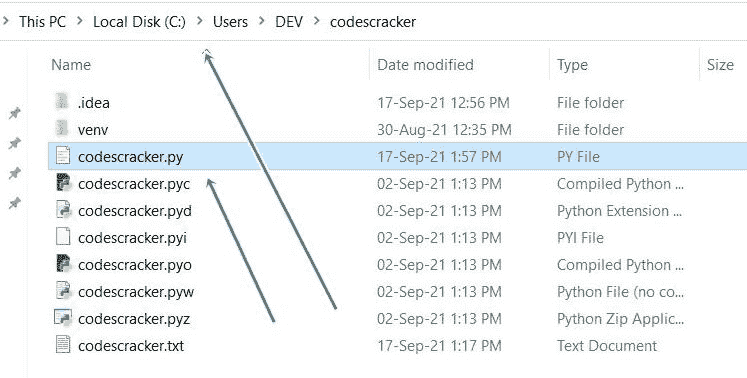 This PC > Local Disk (C:) > Users > DEV > codescracker
Name Date modified Type Size
.idea 17-Sep-21 12:56 PM File folder
venv 30-Aug-21 12:35 PM File folder
codescracker.py 17-Sep-21 1:57 PM PY File
codescracker.pyc 02-Sep-21 1:13 PM Compiled Python ...
codescracker.pyd 02-Sep-21 1:13 PM Python Extension ...
codescracker.pyi 02-Sep-21 1:13 PM PYI File
codescracker.pyo 02-Sep-21 1:13 PM Compiled Python ...
codescracker.pyw 02-Sep-21 1:13 PM Python File (no co...
codescracker.pyz 02-Sep-21 1:13 PM Python Zip Applic...
codescracker.txt 17-Sep-21 1:17 PM Text Document